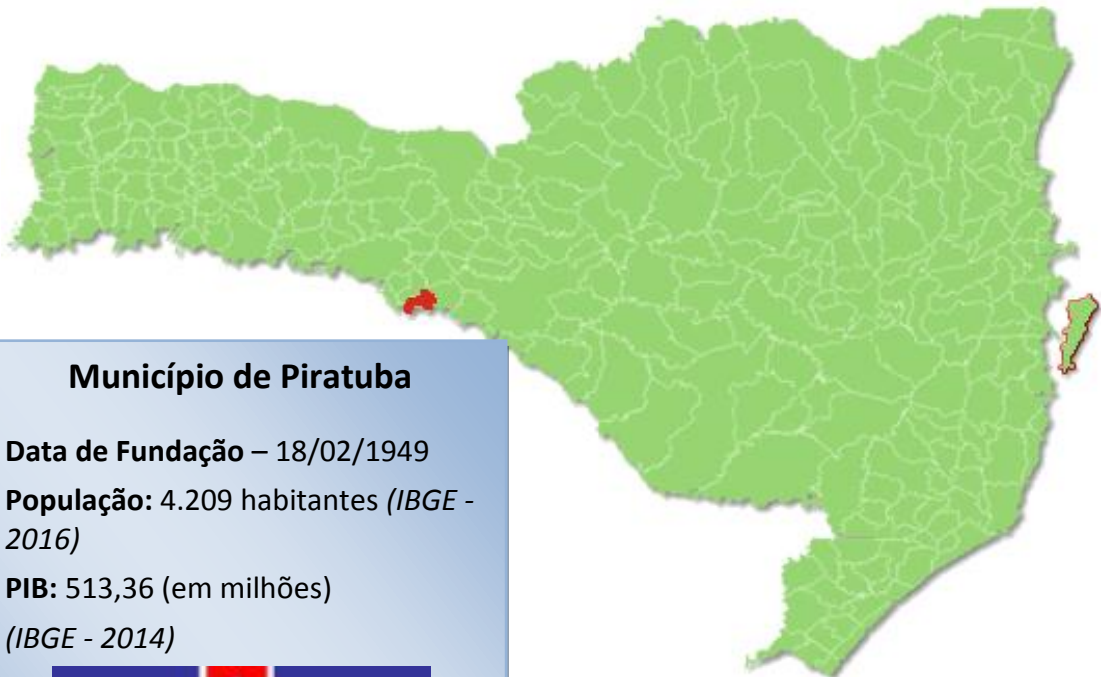 Município de Piratuba
Data de Fundação – 18/02/1949
População: 4.209 habitantes (IBGE -
2016)
PIB: 513,36 (em milhões)
(IBGE - 2014)